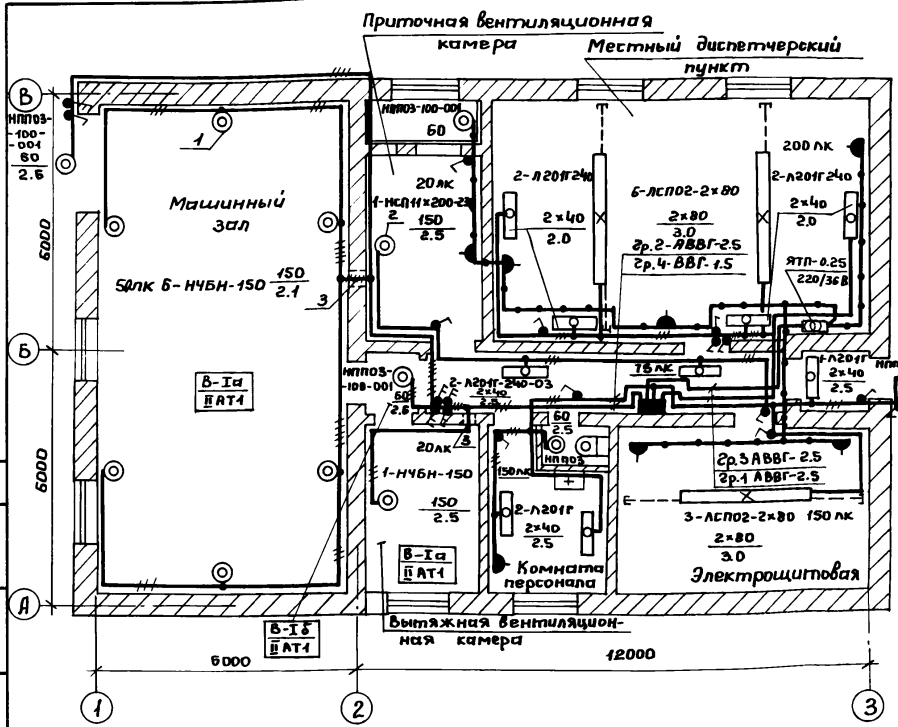 Приточная вентиляционная
камера
Местный диспетчерский
пункт
В
НПП03-
-100-
-001
60
2.5
1
НПП03-100-001
60
20лк
1-НСП11×200-23
150
2.5
2
Машинный
зал
50лк 6-НЧБН-150 150
2.1
3
2-Л201Г240
2×40
2.0
6-ЛСП02-2×80
2×80
3.0
гр.2-АВВГ-2.5
гр.4-ВВГ-1.5
200лк
2-Л201Г240
2×40
2.0
ЯТП-0.25
220/36В
6000
Б
В-Iа
II АТ1
НПП03-
-100-001
60
2.6
2-Л201Г-240-03
2×40
2.5
75лк
1-Л201Г
2×40
2.5
НПП
20лк
3
60
2.5
НПП03
6000
1-НЧБН-150
150
2.5
150лк
2-Л201Г
2×40
2.5
гр.3 АВВГ-2.5
гр.1 АВВГ-2.5
3-ЛСП02-2×80 150лк
2×80
3.0
В-Iа
II АТ1
Комната
персонала
Электрощитовая
А
В-Iб
II АТ1
Вытяжная вентиляцион-
ная камера
6000
12000
1
2
3